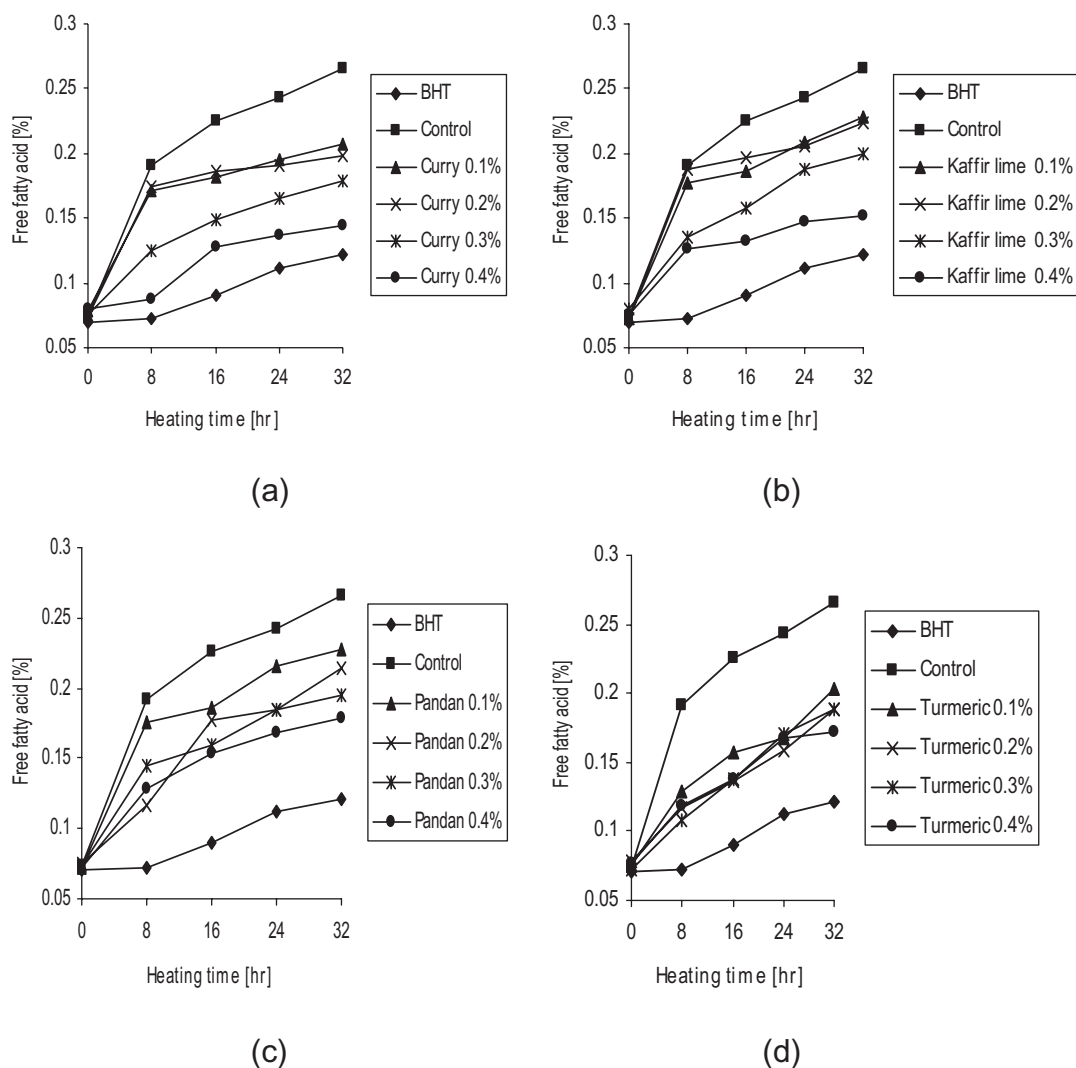 0.3
0.25
0.2
0.15
0.1
0.05
Free fatty acid [%]
0 8 16 24 32
Heating time [hr]
BHT
Control
Curry 0.1%
Curry 0.2%
Curry 0.3%
Curry 0.4%
(a)
0.3
0.25
0.2
0.15
0.1
0.05
Free fatty acid [%]
0 8 16 24 32
Heating time [hr]
BHT
Control
Kaffir lime 0.1%
Kaffir lime 0.2%
Kaffir lime 0.3%
Kaffir lime 0.4%
(b)
0.3
0.25
0.2
0.15
0.1
0.05
Free fatty acid [%]
0 8 16 24 32
Heating time [hr]
BHT
Control
Pandan 0.1%
Pandan 0.2%
Pandan 0.3%
Pandan 0.4%
(c)
0.3
0.25
0.2
0.15
0.1
0.05
Free fatty acid [%]
0 8 16 24 32
Heating time [hr]
BHT
Control
Turmeric 0.1%
Turmeric 0.2%
Turmeric 0.3%
Turmeric 0.4%
(d)